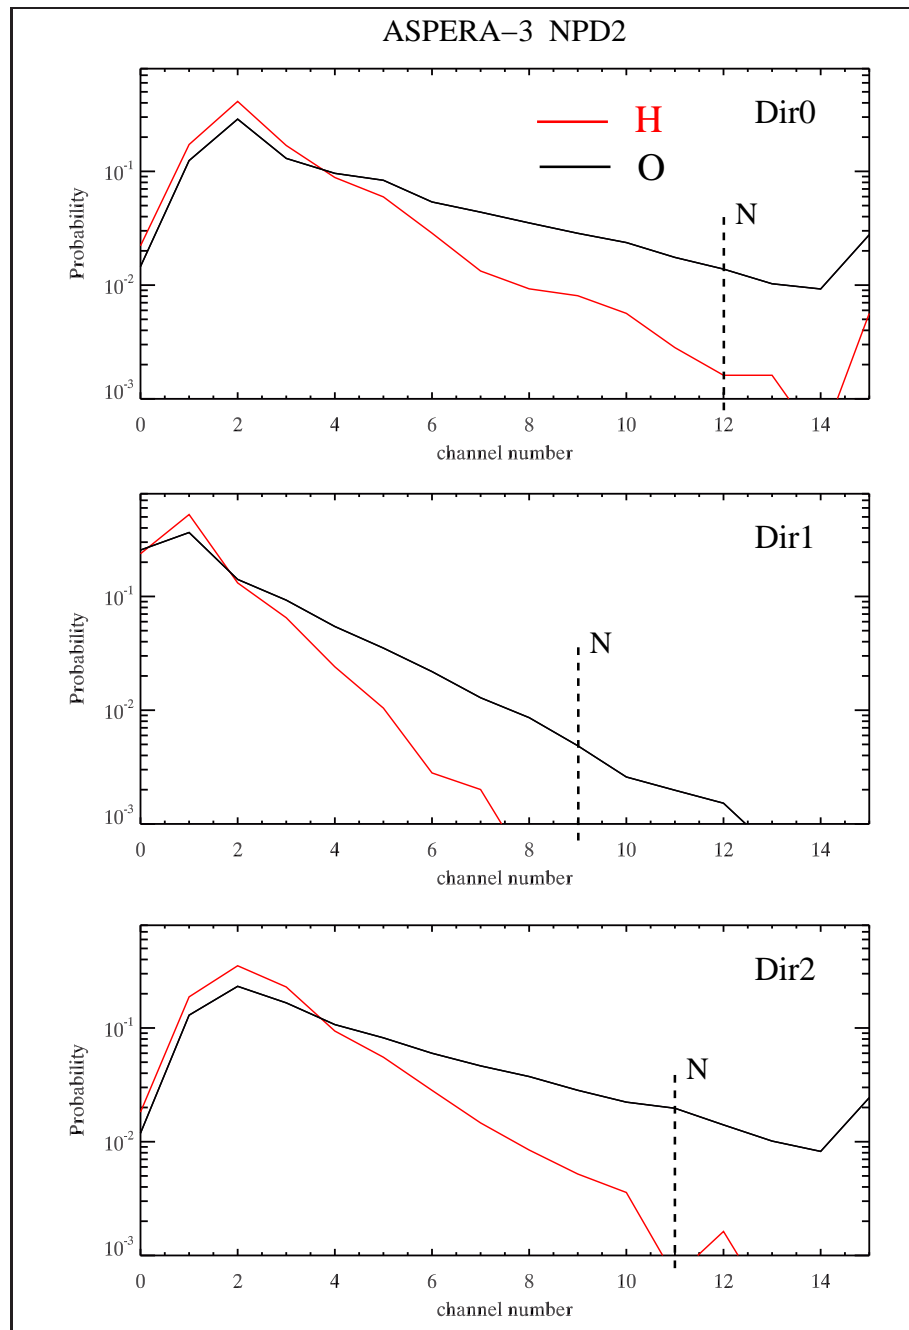 ASPERA–3 NPD2
Dir0
H
O
N
Probability
10^-1
10^-2
10^-3
0 2 4 6 8 10 12 14
channel number
Dir1
N
Probability
10^-1
10^-2
10^-3
0 2 4 6 8 10 12 14
channel number
Dir2
N
Probability
10^-1
10^-2
10^-3
0 2 4 6 8 10 12 14
channel number